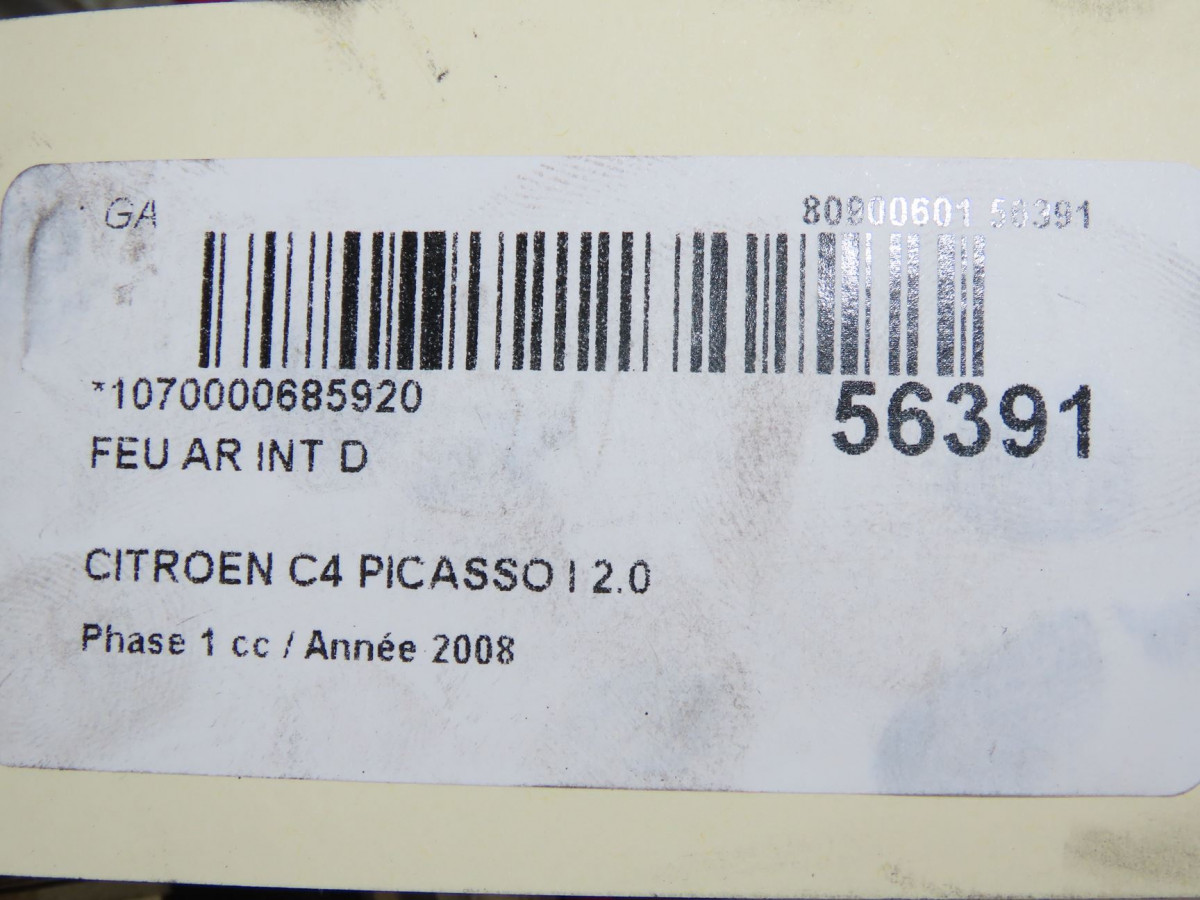 GA
80900601 56391
*1070000685920
56391
FEU AR INT D
CITROEN C4 PICASSO I 2.0
Phase 1 cc / Année 2008